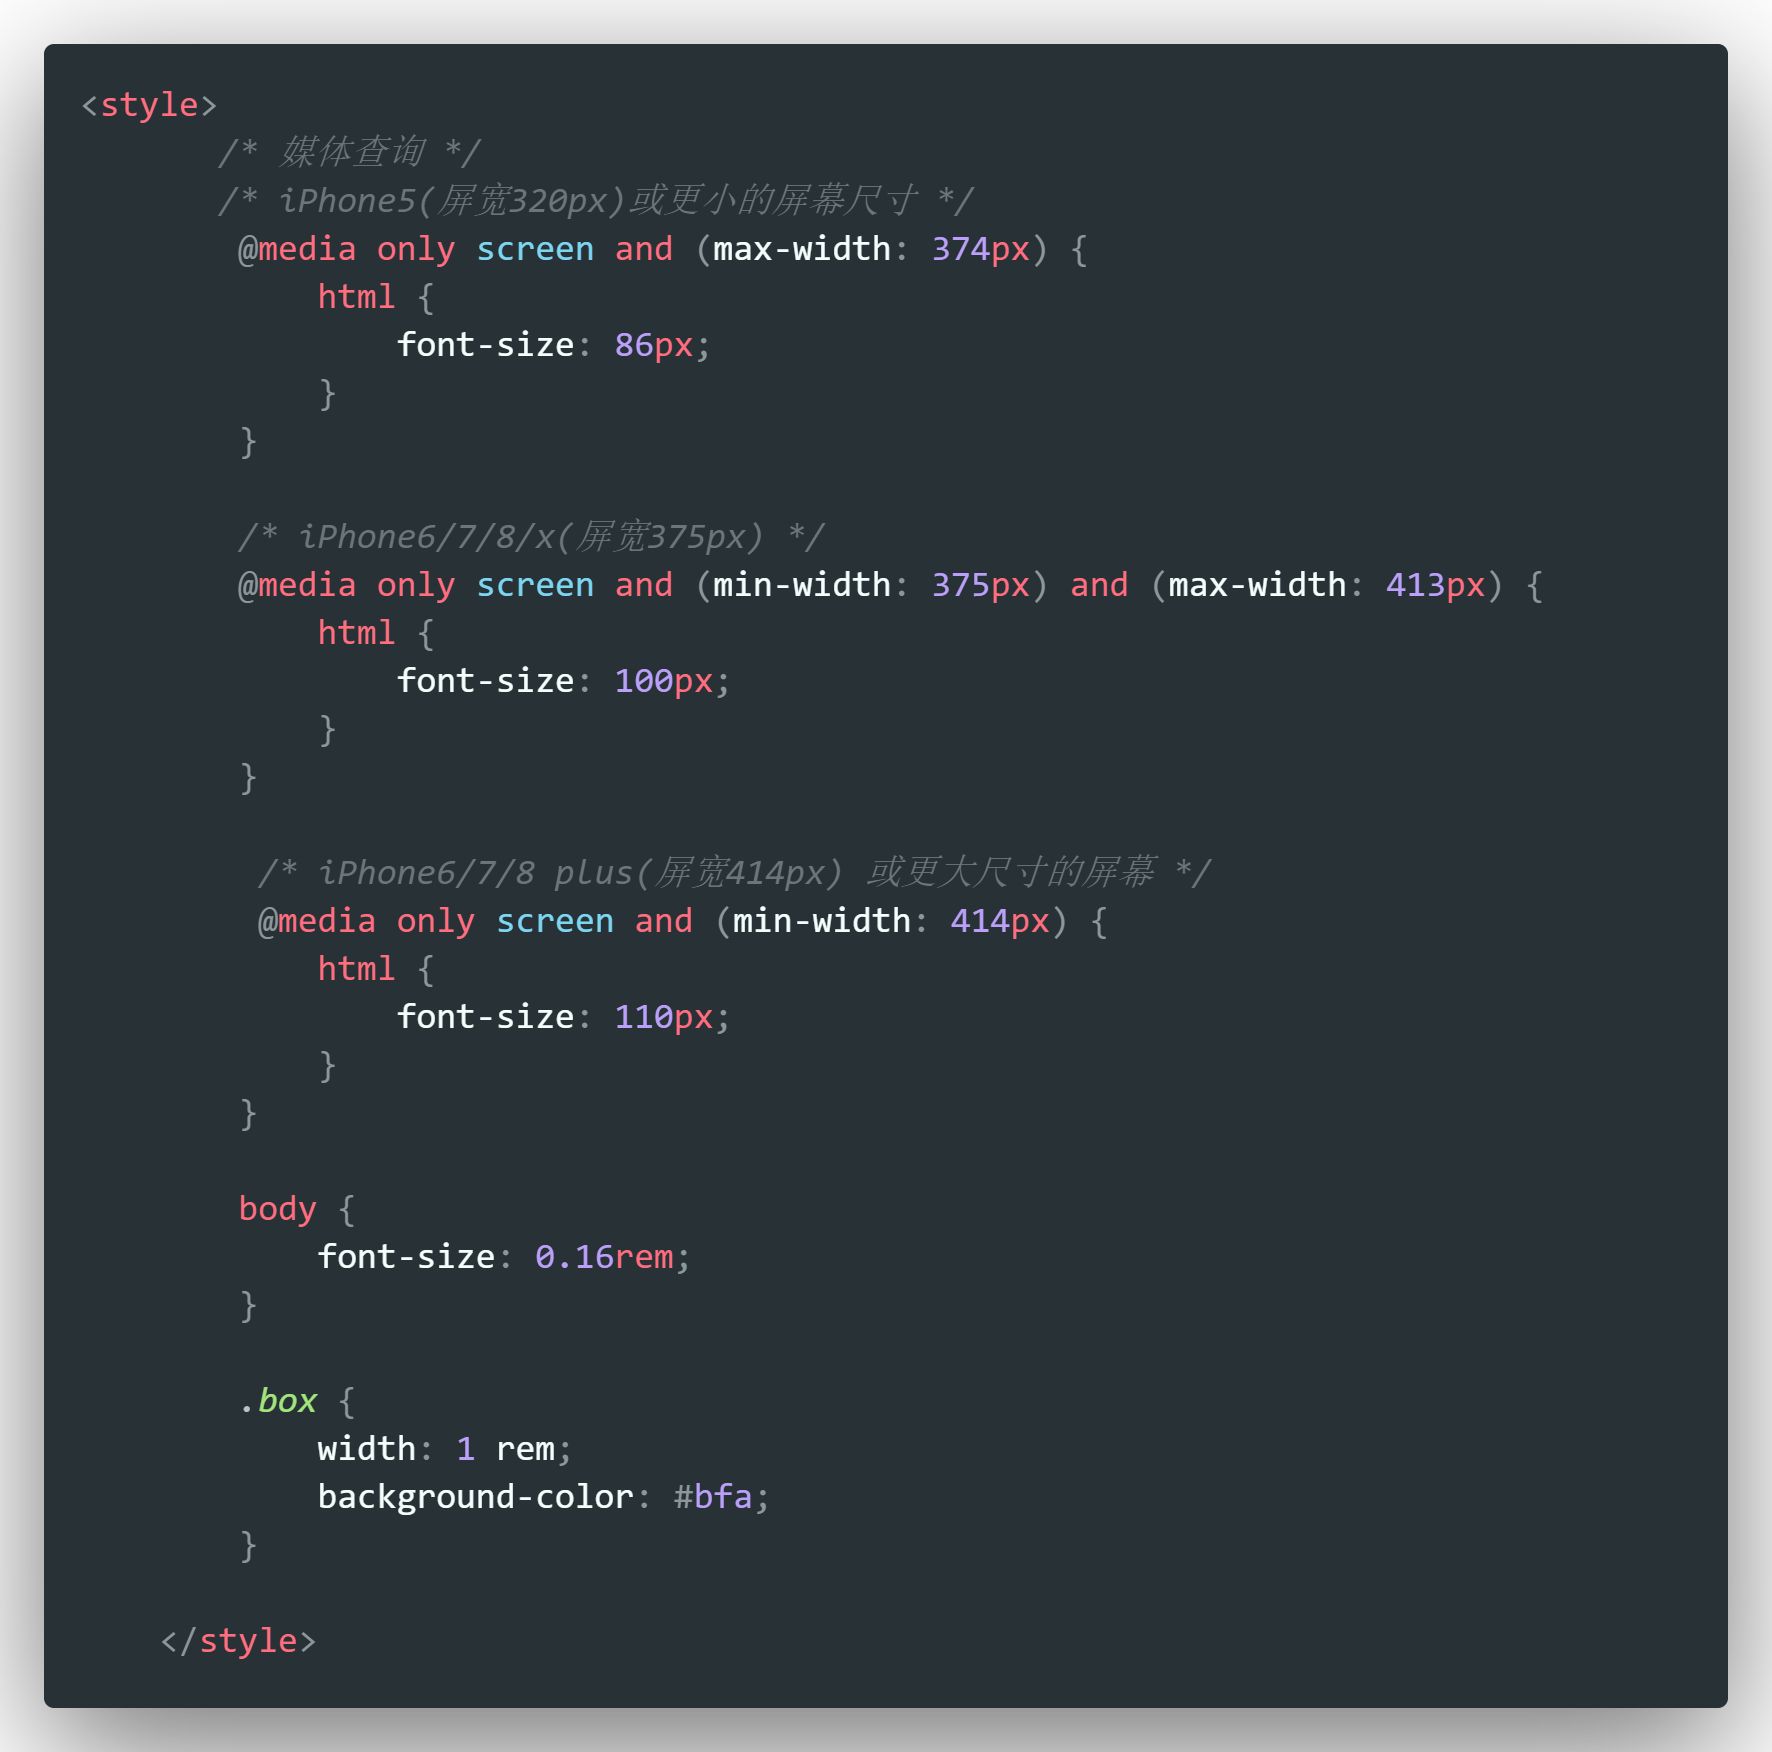 <style>
/* 媒体查询 */
/* iPhone5(屏宽320px)或更小的屏幕尺寸 */
@media only screen and (max-width: 374px) {
html {
font-size: 86px;
}
}
/* iPhone6/7/8/x(屏宽375px) */
@media only screen and (min-width: 375px) and (max-width: 413px) {
html {
font-size: 100px;
}
}
/* iPhone6/7/8 plus(屏宽414px) 或更大尺寸的屏幕 */
@media only screen and (min-width: 414px) {
html {
font-size: 110px;
}
}
body {
font-size: 0.16rem;
}
.box {
width: 1 rem;
background-color: #bfa;
}
</style>